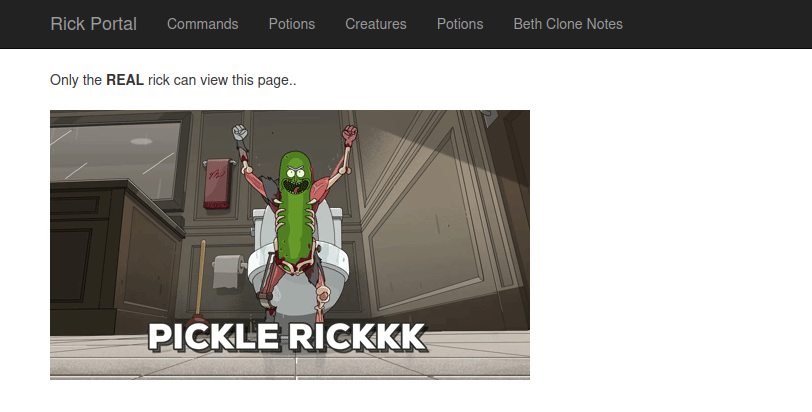 Rick Portal Commands Potions Creatures Potions Beth Clone Notes
Only the REAL rick can view this page..
PICKLE RICKKK